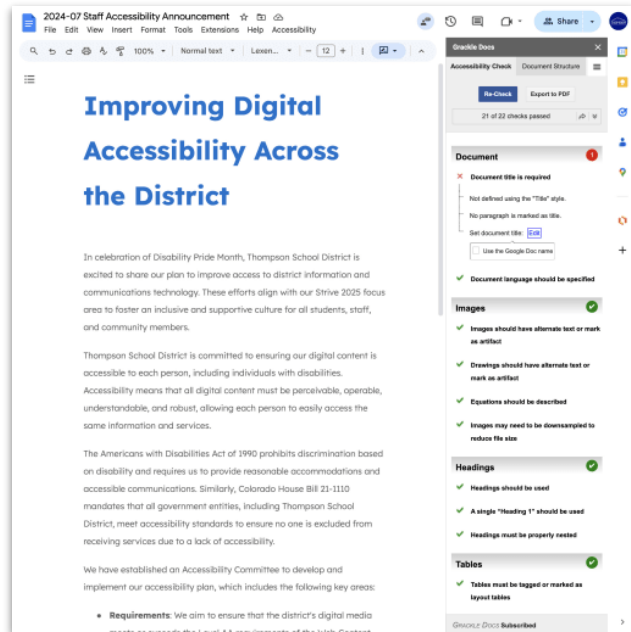 2024-07 Staff Accessibility Announcement
File Edit View Insert Format Tools Extensions Help Accessibility
Share
100% Normal text Lexen... 12
Improving Digital
Accessibility Across
the District
In celebration of Disability Pride Month, Thompson School District is
excited to share our plan to improve access to district information and
communications technology. These efforts align with our Strive 2025 focus
area to foster an inclusive and supportive culture for all students, staff,
and community members.
Thompson School District is committed to ensuring our digital content is
accessible to each person, including individuals with disabilities.
Accessibility means that all digital content must be perceivable, operable,
understandable, and robust, allowing each person to easily access the
same information and services.
The Americans with Disabilities Act of 1990 prohibits discrimination based
on disability and requires us to provide reasonable accommodations and
accessible communications. Similarly, Colorado House Bill 21-1110
mandates that all government entities, including Thompson School
District, meet accessibility standards to ensure no one is excluded from
receiving services due to a lack of accessibility.
We have established an Accessibility Committee to develop and
implement our accessibility plan, which includes the following key areas:
• Requirements: We aim to ensure that the district's digital media
Grackle Docs
Accessibility Check Document Structure
Re-Check Export to PDF
21 of 22 checks passed
Document 1
Document title is required
Not defined using the "Title" style.
No paragraph is marked as title.
Set document title: Edit
Use the Google Doc name
Document language should be specified
Images
Images should have alternate text or mark
as artifact
Drawings should have alternate text or
mark as artifact
Equations should be described
Images may need to be downsampled to
reduce file size
Headings
Headings should be used
A single "Heading 1" should be used
Headings must be properly nested
Tables
Tables must be tagged or marked as
layout tables
GRACKLE DOCS Subscribed